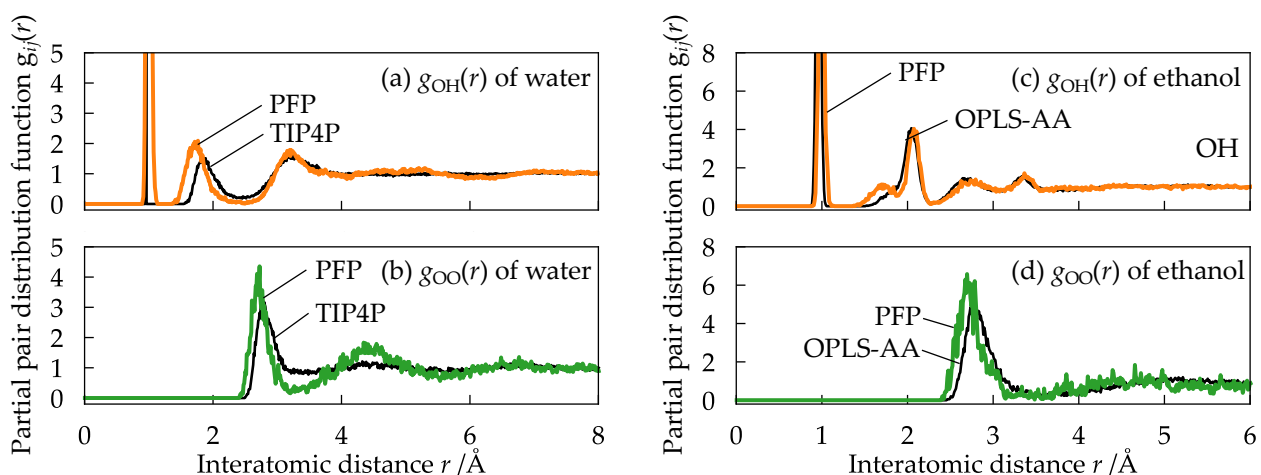 Partial pair distribution function g_ij(r)
5
4
3
2
1
0
(a) g_OH(r) of water
PFP
TIP4P
5
4
3
2
1
0
(b) g_OO(r) of water
PFP
TIP4P
0 2 4 6 8
Interatomic distance r /Å
Partial pair distribution function g_ij(r)
8
6
4
2
0
(c) g_OH(r) of ethanol
PFP
OPLS-AA
OH
8
6
4
2
0
(d) g_OO(r) of ethanol
PFP
OPLS-AA
0 1 2 3 4 5 6
Interatomic distance r /Å